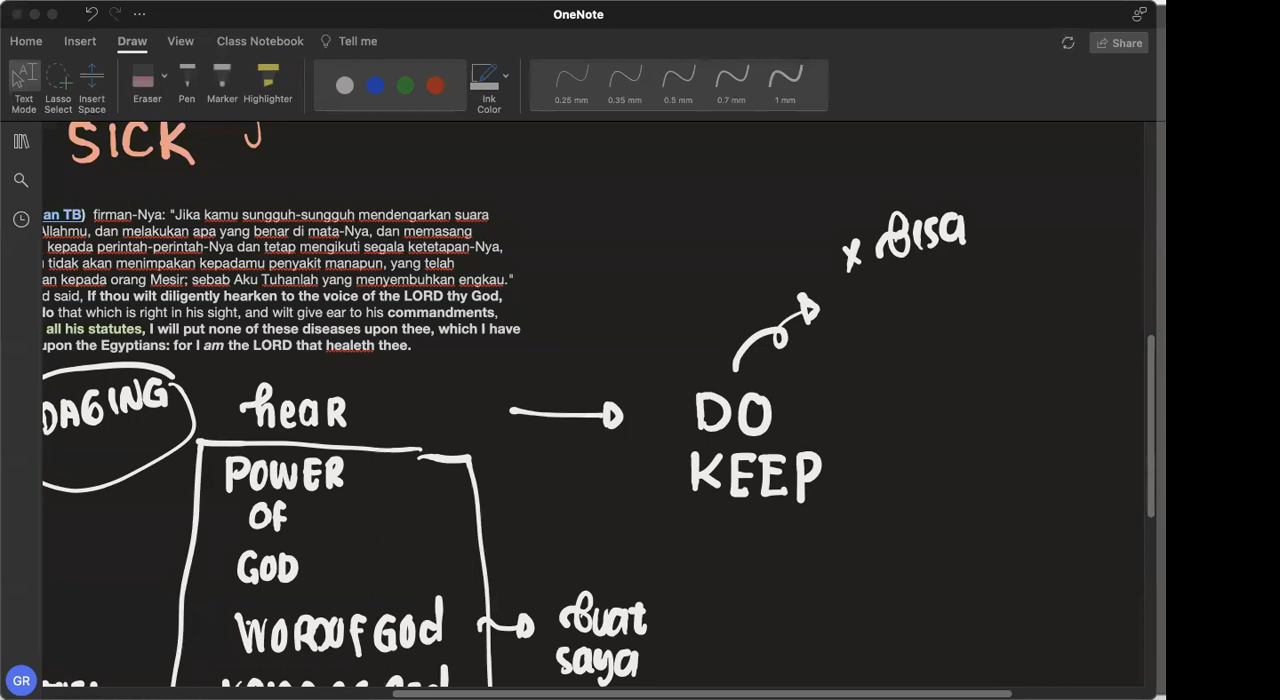 OneNote
Home Insert Draw View Class Notebook Tell me
Share
Text Mode
Lasso Select
Insert Space
Eraser
Pen
Marker
Highlighter
Ink Color
0.25 mm 0.35 mm 0.5 mm 0.7 mm 1 mm
SICK
an TB) firman-Nya: "Jika kamu sungguh-sungguh mendengarkan suara
Allahmu, dan melakukan apa yang benar di mata-Nya, dan memasang
kepada perintah-perintah-Nya dan tetap mengikuti segala ketetapan-Nya,
tidak akan menimpakan kepadamu penyakit manapun, yang telah
an kepada orang Mesir; sebab Aku Tuhanlah yang menyembuhkan engkau."
d said, If thou wilt diligently hearken to the voice of the LORD thy God,
do that which is right in his sight, and wilt give ear to his commandments,
all his statutes, I will put none of these diseases upon thee, which I have
upon the Egyptians: for I am the LORD that healeth thee.
x Bisa
DAGING
hear
DO
KEEP
POWER
OF
GOD
WORD OF GOD
Buat
saya
GR